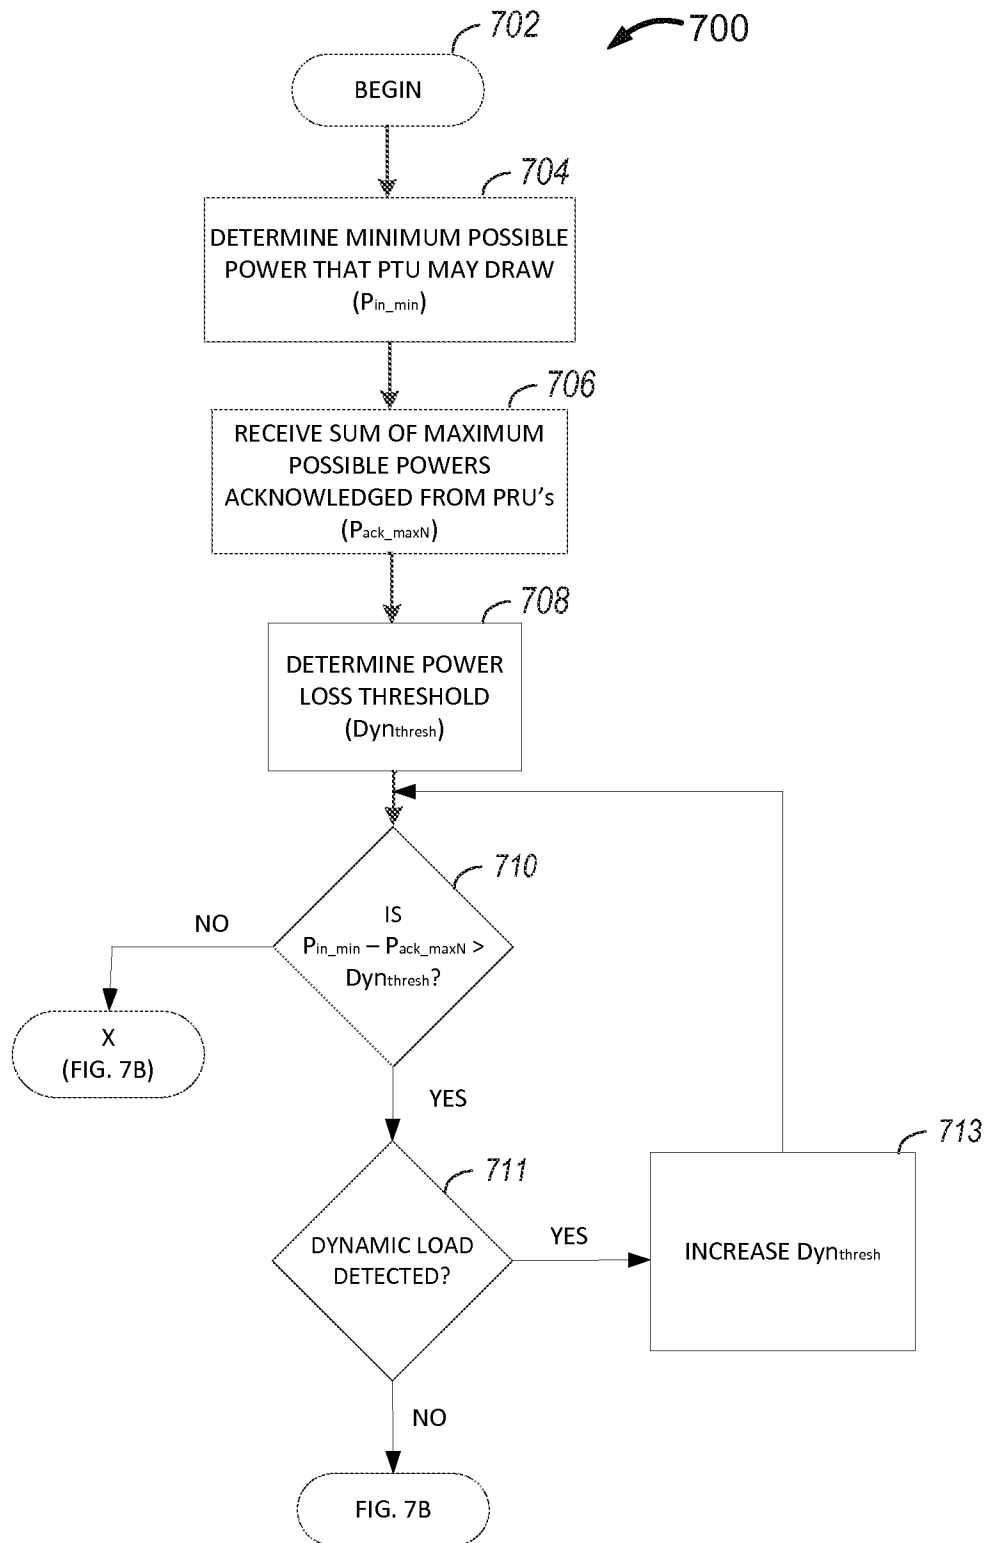 702
700
BEGIN
704
DETERMINE MINIMUM POSSIBLE
POWER THAT PTU MAY DRAW
(Pin_min)
706
RECEIVE SUM OF MAXIMUM
POSSIBLE POWERS
ACKNOWLEDGED FROM PRU's
(Pack_maxN)
708
DETERMINE POWER
LOSS THRESHOLD
(Dynthresh)
710
NO
IS
Pin_min – Pack_maxN >
Dynthresh?
X
(FIG. 7B)
YES
713
711
DYNAMIC LOAD
DETECTED?
YES
INCREASE Dynthresh
NO
FIG. 7B